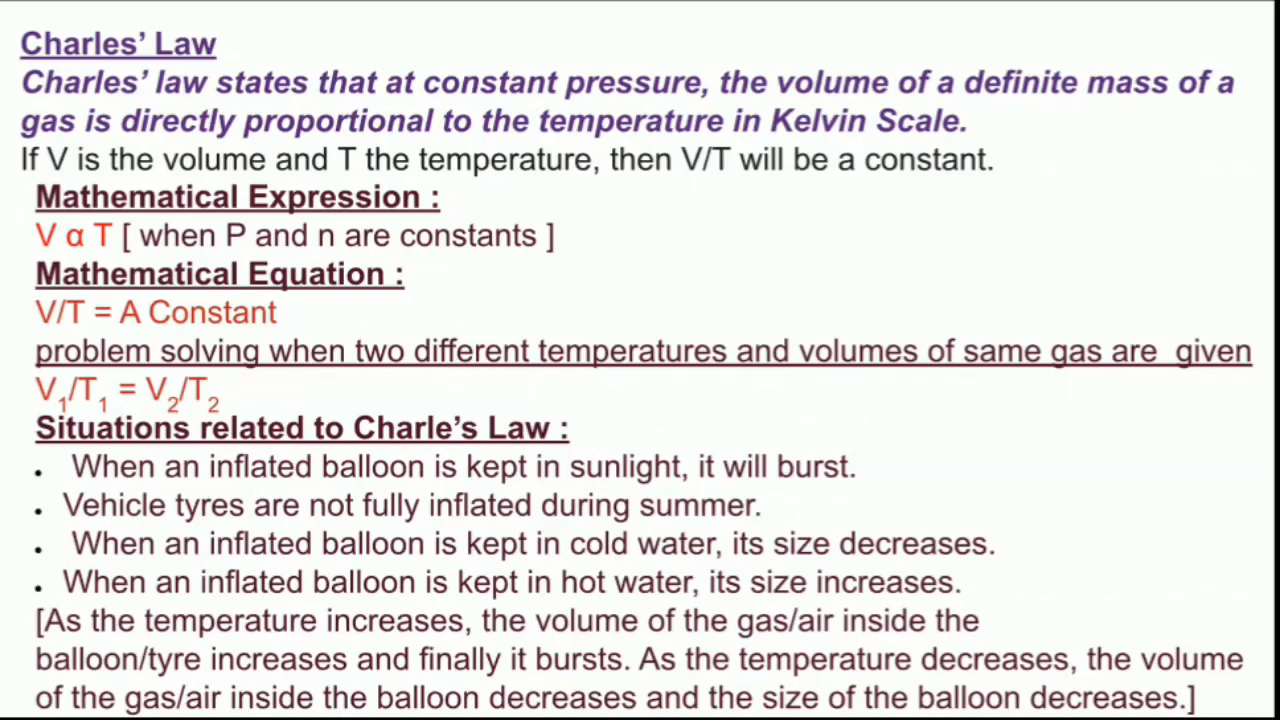 Charles’ Law
Charles’ law states that at constant pressure, the volume of a definite mass of a
gas is directly proportional to the temperature in Kelvin Scale.
If V is the volume and T the temperature, then V/T will be a constant.
Mathematical Expression :
V α T [ when P and n are constants ]
Mathematical Equation :
V/T = A Constant
problem solving when two different temperatures and volumes of same gas are given
V₁/T₁ = V₂/T₂
Situations related to Charle’s Law :
• When an inflated balloon is kept in sunlight, it will burst.
• Vehicle tyres are not fully inflated during summer.
• When an inflated balloon is kept in cold water, its size decreases.
• When an inflated balloon is kept in hot water, its size increases.
[As the temperature increases, the volume of the gas/air inside the
balloon/tyre increases and finally it bursts. As the temperature decreases, the volume
of the gas/air inside the balloon decreases and the size of the balloon decreases.]